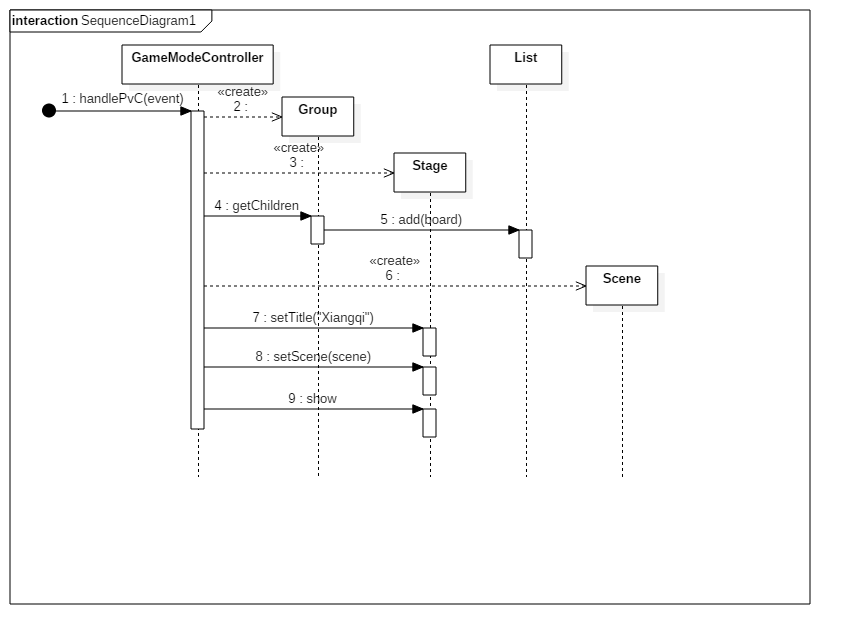 interaction SequenceDiagram1
GameModeController
List
1 : handlePvC(event)
«create»
2 :
Group
«create»
3 :
Stage
4 : getChildren
5 : add(board)
«create»
6 :
Scene
7 : setTitle("Xiangqi")
8 : setScene(scene)
9 : show